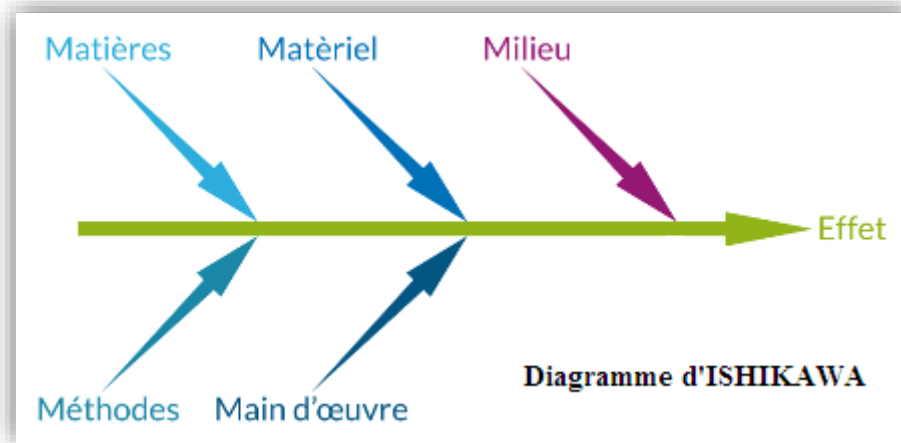 Matières
Matèriel
Milieu
Effet
Méthodes
Main d'œuvre
Diagramme d'ISHIKAWA